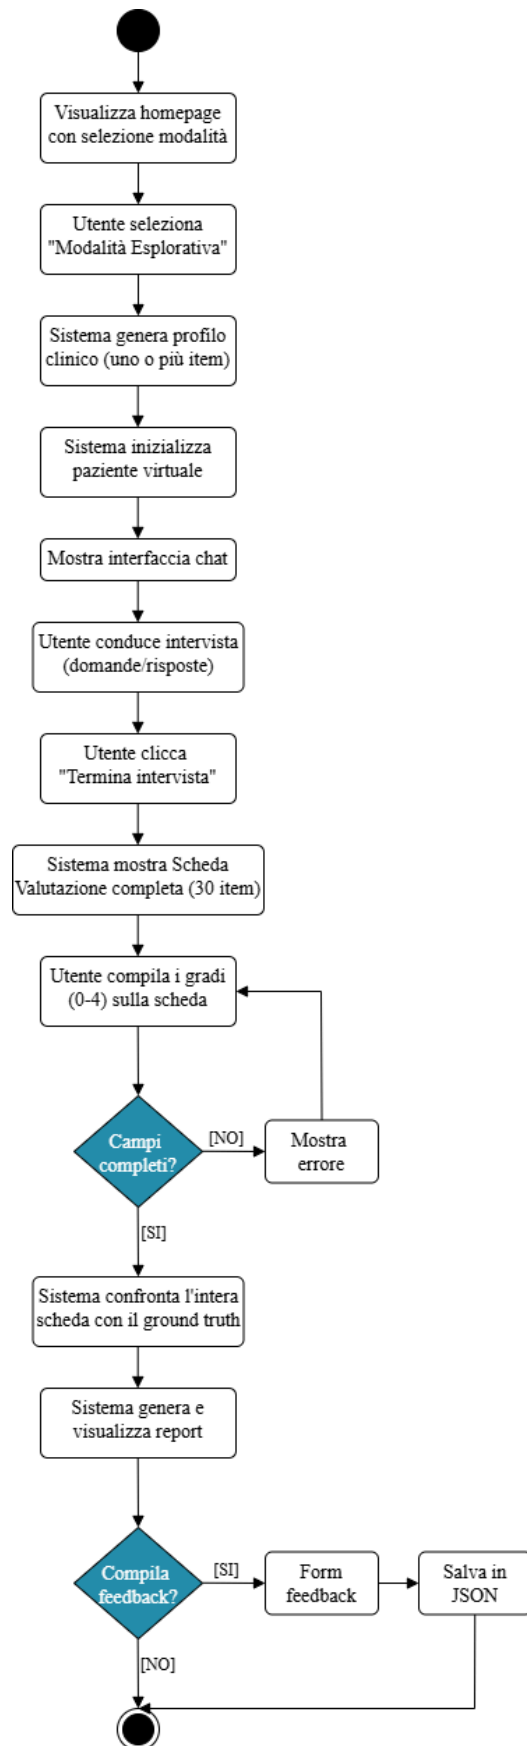 Visualizza homepage
con selezione modalità
Utente seleziona
"Modalità Esplorativa"
Sistema genera profilo
clinico (uno o più item)
Sistema inizializza
paziente virtuale
Mostra interfaccia chat
Utente conduce intervista
(domande/risposte)
Utente clicca
"Termina intervista"
Sistema mostra Scheda
Valutazione completa (30 item)
Utente compila i gradi
(0-4) sulla scheda
Campi
completi?
[NO]
Mostra
errore
[SI]
Sistema confronta l'intera
scheda con il ground truth
Sistema genera e
visualizza report
Compila
feedback?
[SI]
Form
feedback
Salva in
JSON
[NO]